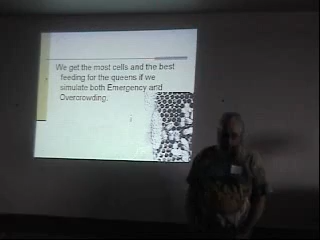 We get the most cells and the best
feeding for the queens if we
simulate both Emergency and
Overcrowding.